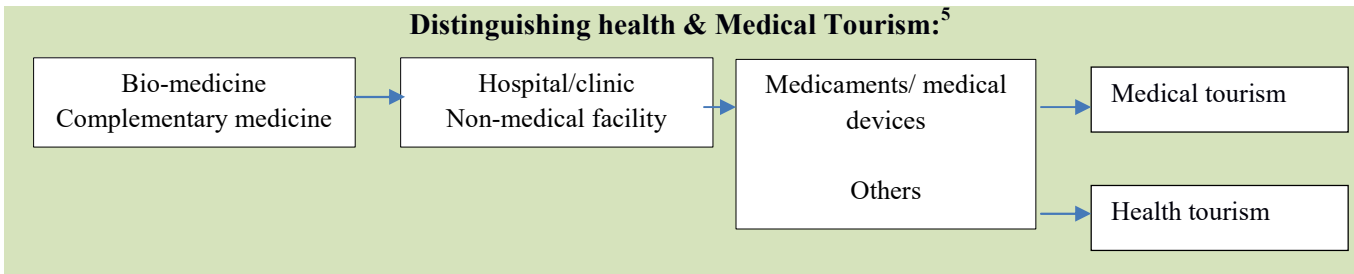 Distinguishing health & Medical Tourism:5
Bio-medicine
Complementary medicine
Hospital/clinic
Non-medical facility
Medicaments/ medical
devices
Others
Medical tourism
Health tourism